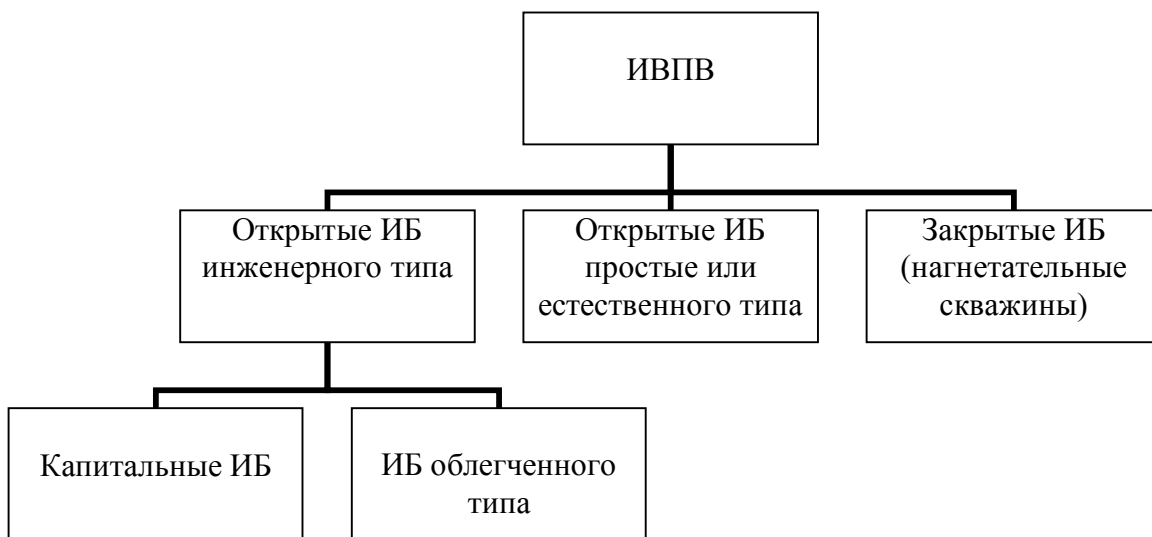 ИВПВ
Открытые ИБ
инженерного типа
Открытые ИБ
простые или
естественного типа
Закрытые ИБ
(нагнетательные
скважины)
Капитальные ИБ
ИБ облегченного
типа